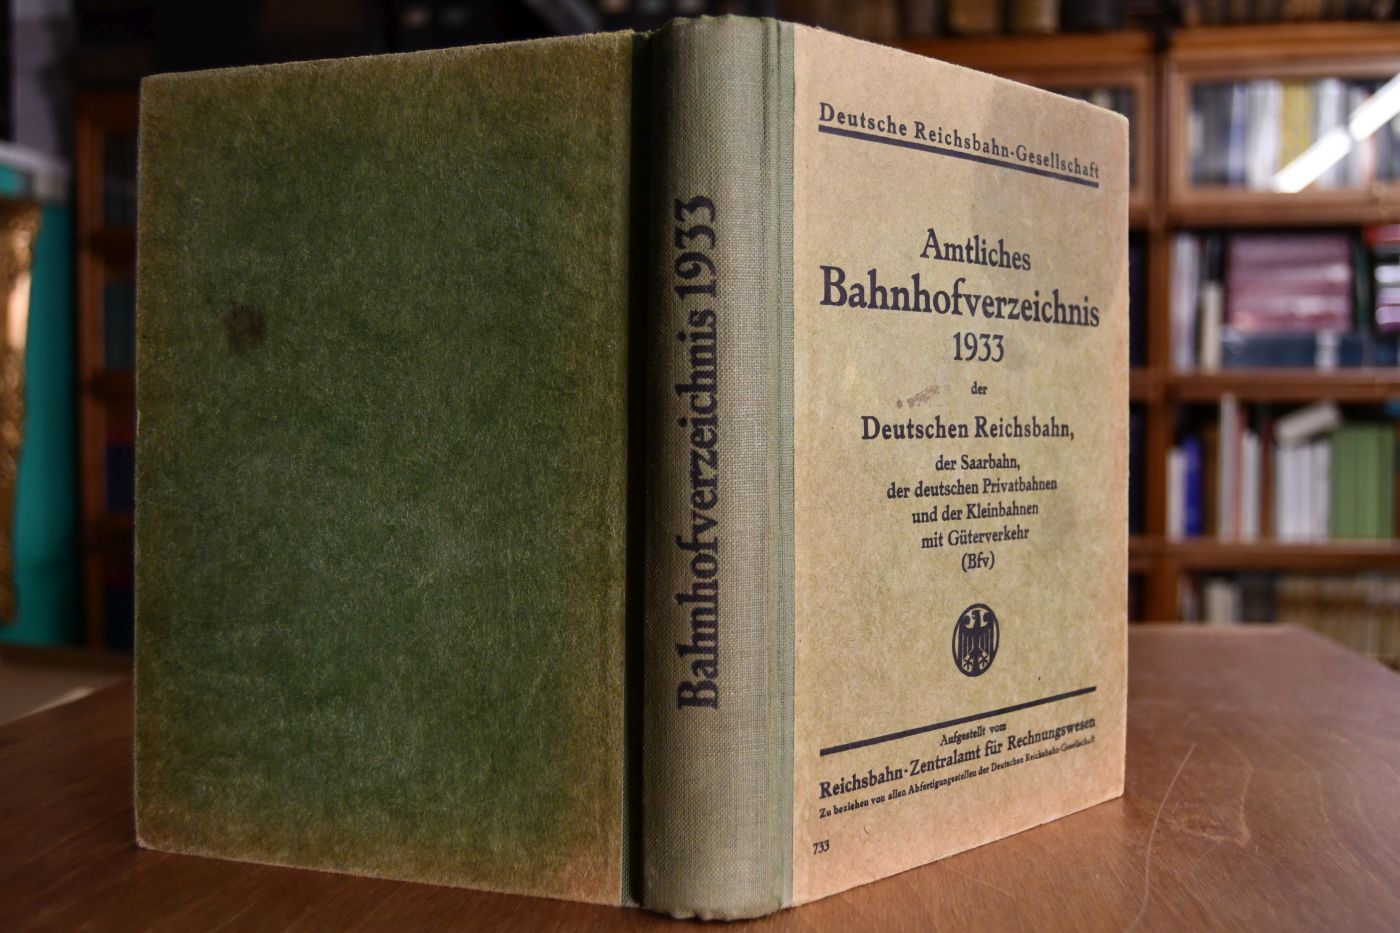 Bahnhofverzeichnis 1933
Deutsche Reichsbahn-Gesellschaft
Amtliches
Bahnhofverzeichnis
1933
der
Deutschen Reichsbahn,
der Saarbahn,
der deutschen Privatbahnen
und der Kleinbahnen
mit Güterverkehr
(Bfv)
Aufgestellt vom
Reichsbahn-Zentralamt für Rechnungswesen
Zu beziehen von allen Abfertigungsstellen der Deutschen Reichsbahn-Gesellschaft
733